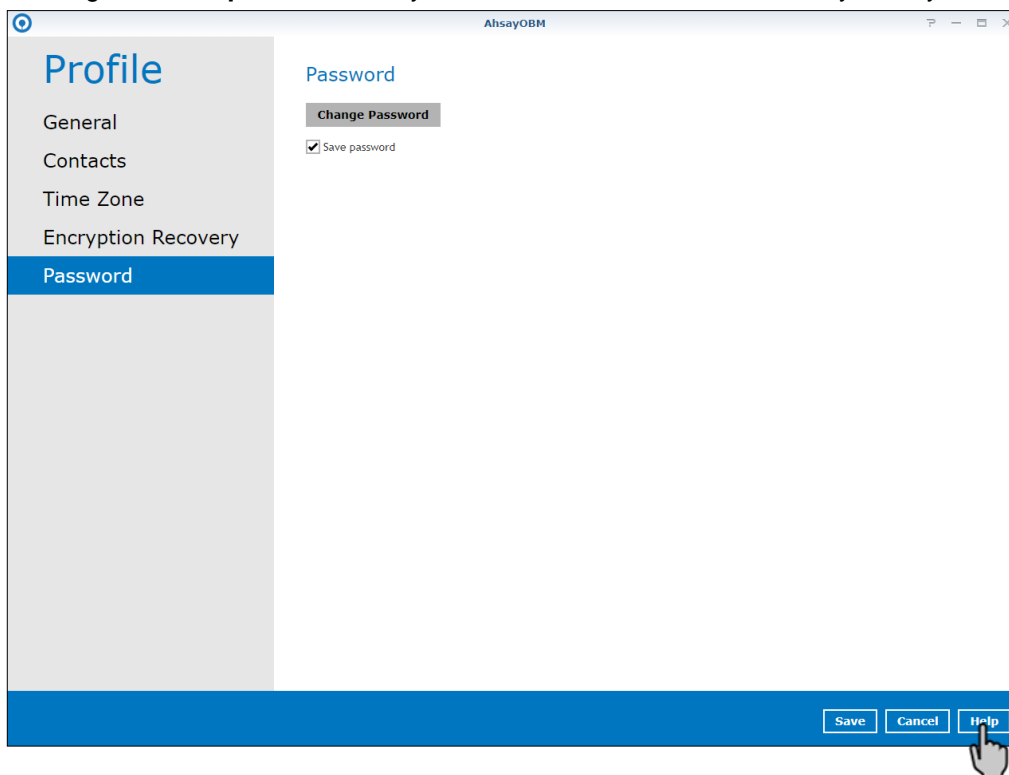 AhsayOBM
Profile
General
Contacts
Time Zone
Encryption Recovery
Password
Password
Change Password
Save password
Save Cancel Help